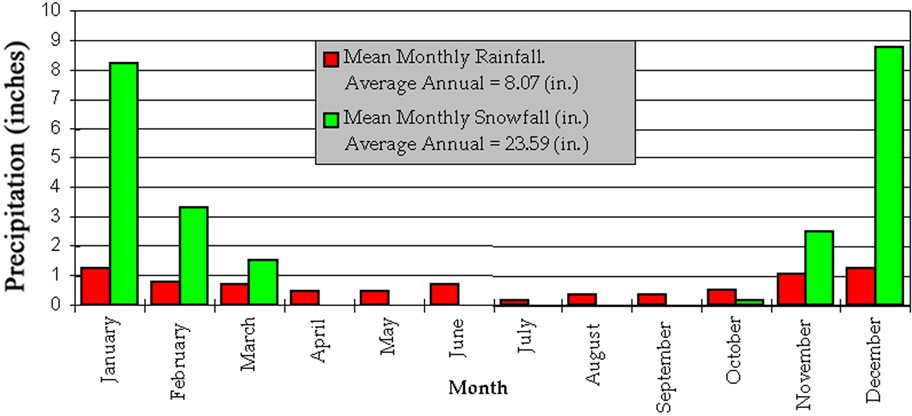 Precipitation (inches)
10
9
8
7
6
5
4
3
2
1
0
Mean Monthly Rainfall.
Average Annual = 8.07 (in.)
Mean Monthly Snowfall (in.)
Average Annual = 23.59 (in.)
January
February
March
April
May
June
July
August
September
October
November
December
Month